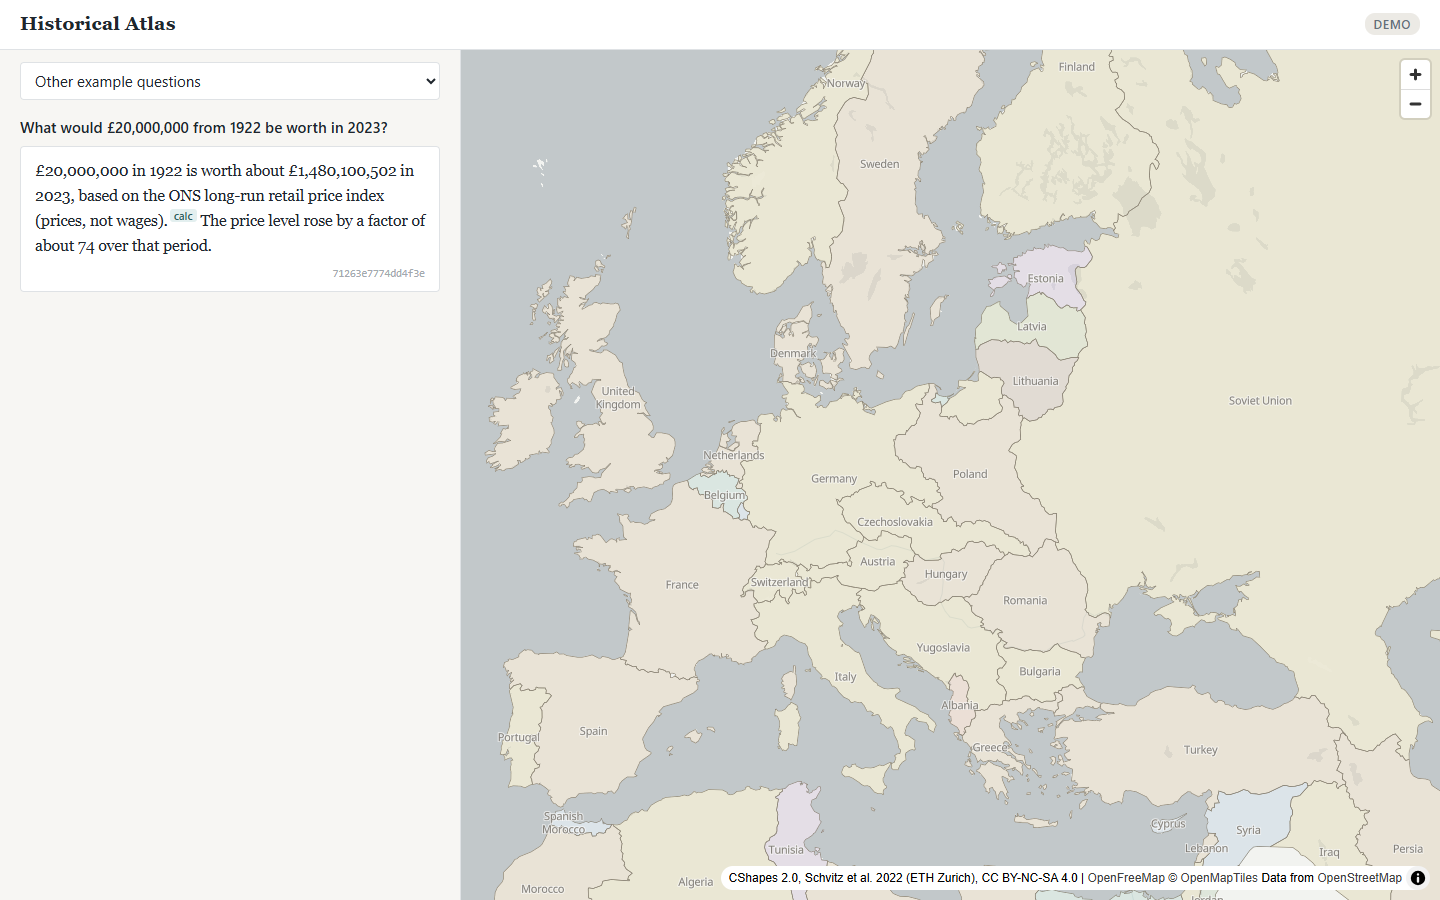 Historical Atlas
DEMO
Other example questions
What would £20,000,000 from 1922 be worth in 2023?
£20,000,000 in 1922 is worth about £1,480,100,502 in
2023, based on the ONS long-run retail price index
(prices, not wages). calc The price level rose by a factor of
about 74 over that period.
71263e7774dd4f3e
Norway
Finland
Sweden
Estonia
Latvia
Denmark
Lithuania
United
Kingdom
Soviet Union
Netherlands
Poland
Germany
Belgium
Czechoslovakia
Austria
Hungary
France
Switzerland
Romania
Yugoslavia
Bulgaria
Italy
Albania
Spain
Portugal
Greece
Turkey
Spanish
Morocco
Cyprus
Syria
Tunisia
Lebanon
Iraq
Persia
Algeria
Morocco
Jordan
CShapes 2.0, Schvitz et al. 2022 (ETH Zurich), CC BY-NC-SA 4.0 | OpenFreeMap © OpenMapTiles Data from OpenStreetMap